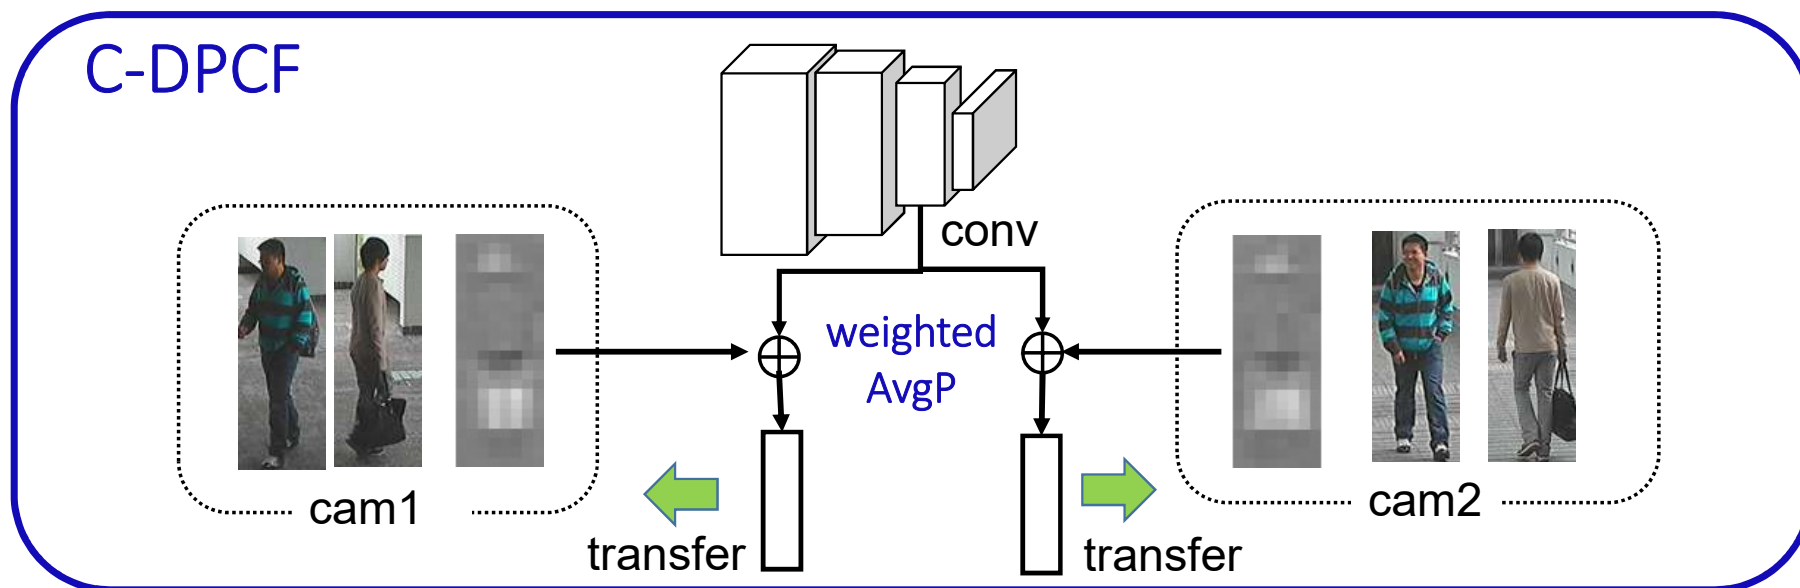 C-DPCF
conv
weighted
AvgP
cam1
cam2
transfer
transfer